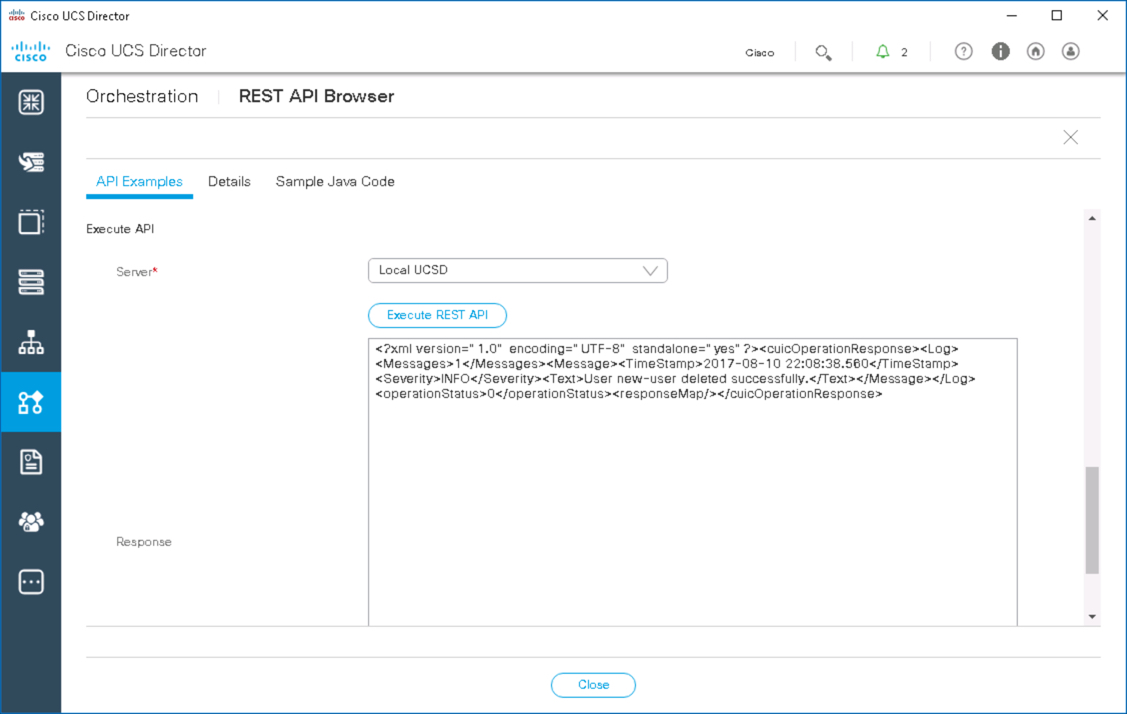 Cisco UCS Director
Cisco UCS Director
Cisco
2
Orchestration
REST API Browser
API Examples
Details
Sample Java Code
Execute API
Server*
Local UCSD
Execute REST API
<?xml version="1.0" encoding="UTF-8" standalone="yes"?><cuicOperationResponse><Log>
<Messages>1</Messages><Message><TimeStamp>2017-08-10 22:08:38.560</TimeStamp>
<Severity>INFO</Severity><Text>User new-user deleted successfully.</Text></Message></Log>
<operationStatus>0</operationStatus><responseMap/></cuicOperationResponse>
Response
Close